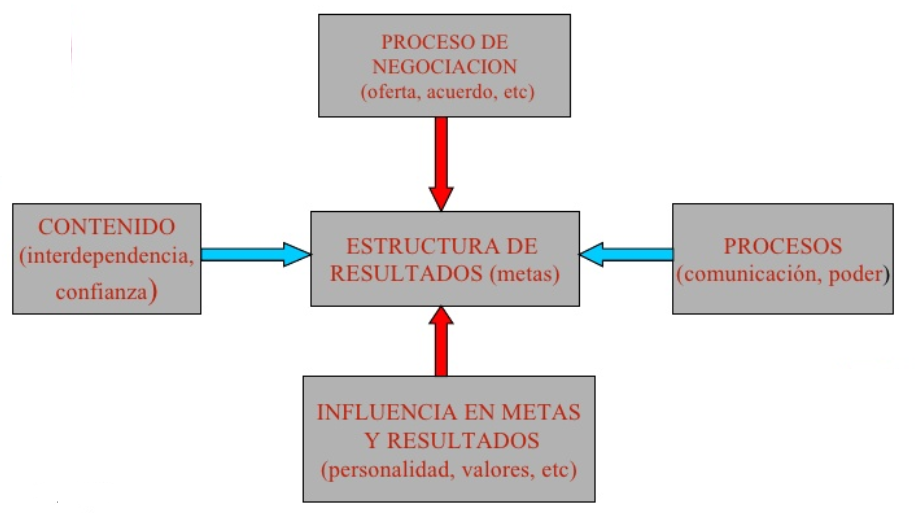 PROCESO DE
NEGOCIACION
(oferta, acuerdo, etc)
CONTENIDO
(interdependencia,
confianza)
ESTRUCTURA DE
RESULTADOS (metas)
PROCESOS
(comunicación, poder)
INFLUENCIA EN METAS
Y RESULTADOS
(personalidad, valores, etc)